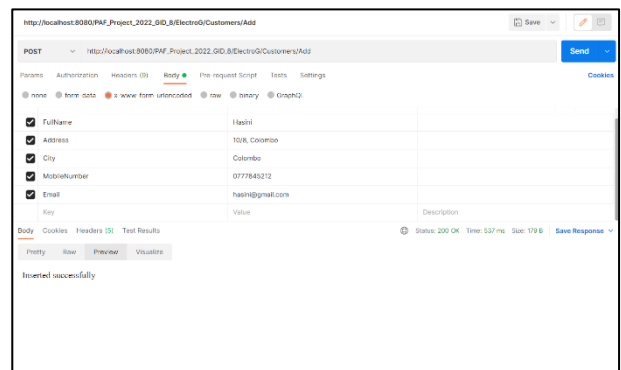 http://localhost:8080/PAF_Project_2022_GID_8/ElectroG/Customers/Add Save
POST http://localhost:8080/PAF_Project_2022_GID_8/ElectroG/Customers/Add Send
Params Authorization Headers (9) Body Pre-request Script Tests Settings Cookies
none form-data x-www-form-urlencoded raw binary GraphQL
FullName Hasini
Address 10/8, Colombo
City Colombo
MobileNumber 0777845212
Email hasini@gmail.com
Key Value Description
Body Cookies Headers (5) Test Results Status: 200 OK Time: 537 ms Size: 179 B Save Response
Pretty Raw Preview Visualize
Inserted successfully